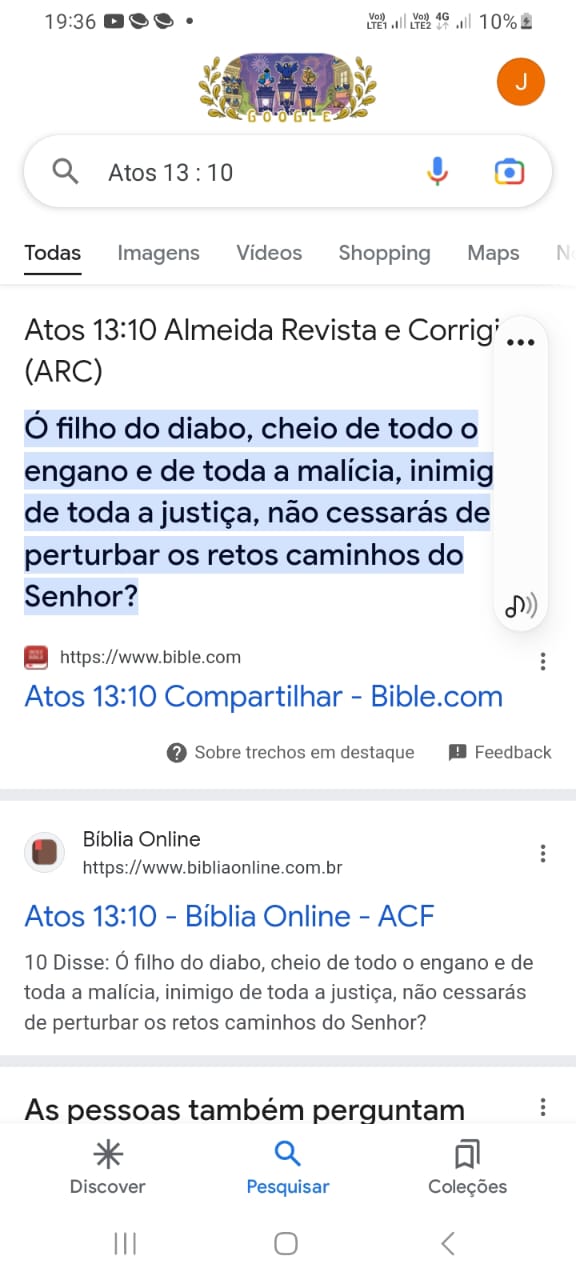 19:36
Vo)) LTE1 Vo)) LTE2 4G 10%
GOOGLE
J
Atos 13 : 10
Todas Imagens Vídeos Shopping Maps N
Atos 13:10 Almeida Revista e Corrigi
(ARC)
Ó filho do diabo, cheio de todo o
engano e de toda a malícia, inimig
de toda a justiça, não cessarás de
perturbar os retos caminhos do
Senhor?
https://www.bible.com
Atos 13:10 Compartilhar - Bible.com
Sobre trechos em destaque Feedback
Bíblia Online
https://www.bibliaonline.com.br
Atos 13:10 - Bíblia Online - ACF
10 Disse: Ó filho do diabo, cheio de todo o engano e de
toda a malícia, inimigo de toda a justiça, não cessarás
de perturbar os retos caminhos do Senhor?
As pessoas também perguntam
Discover Pesquisar Coleções